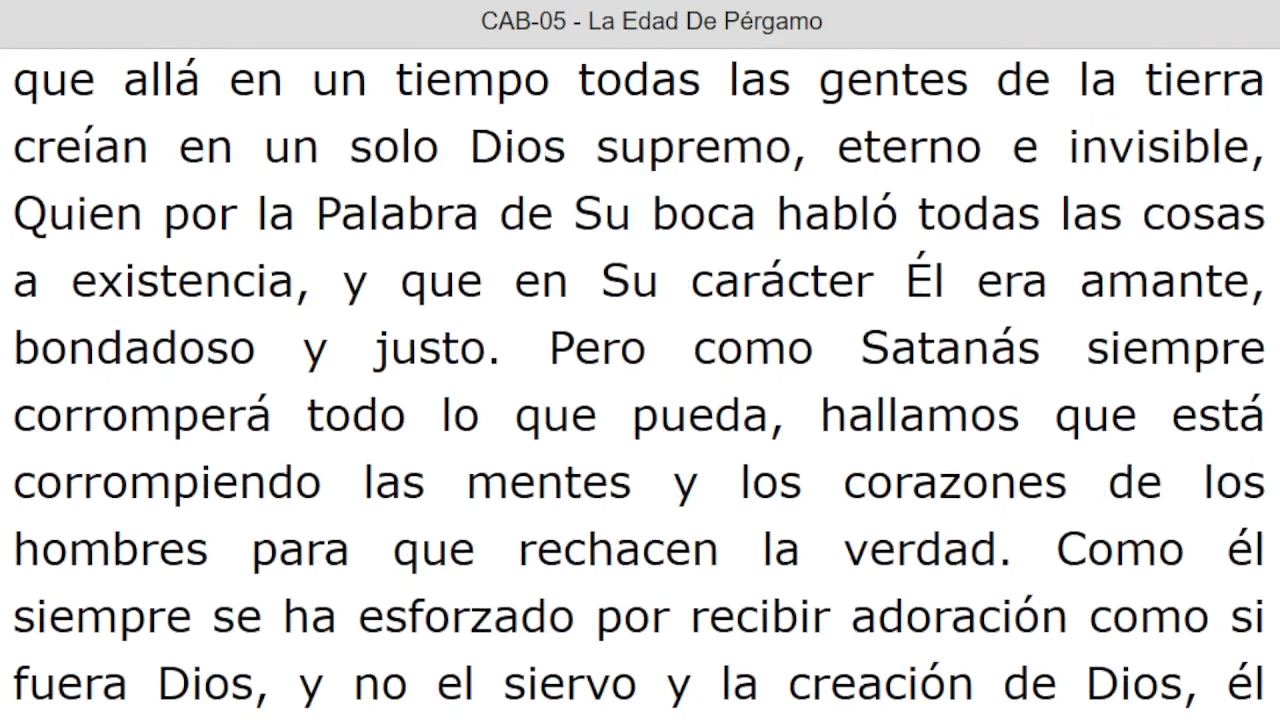 CAB-05 - La Edad De Pérgamo
que allá en un tiempo todas las gentes de la tierra
creían en un solo Dios supremo, eterno e invisible,
Quien por la Palabra de Su boca habló todas las cosas
a existencia, y que en Su carácter Él era amante,
bondadoso y justo. Pero como Satanás siempre
corromperá todo lo que pueda, hallamos que está
corrompiendo las mentes y los corazones de los
hombres para que rechacen la verdad. Como él
siempre se ha esforzado por recibir adoración como si
fuera Dios, y no el siervo y la creación de Dios, él